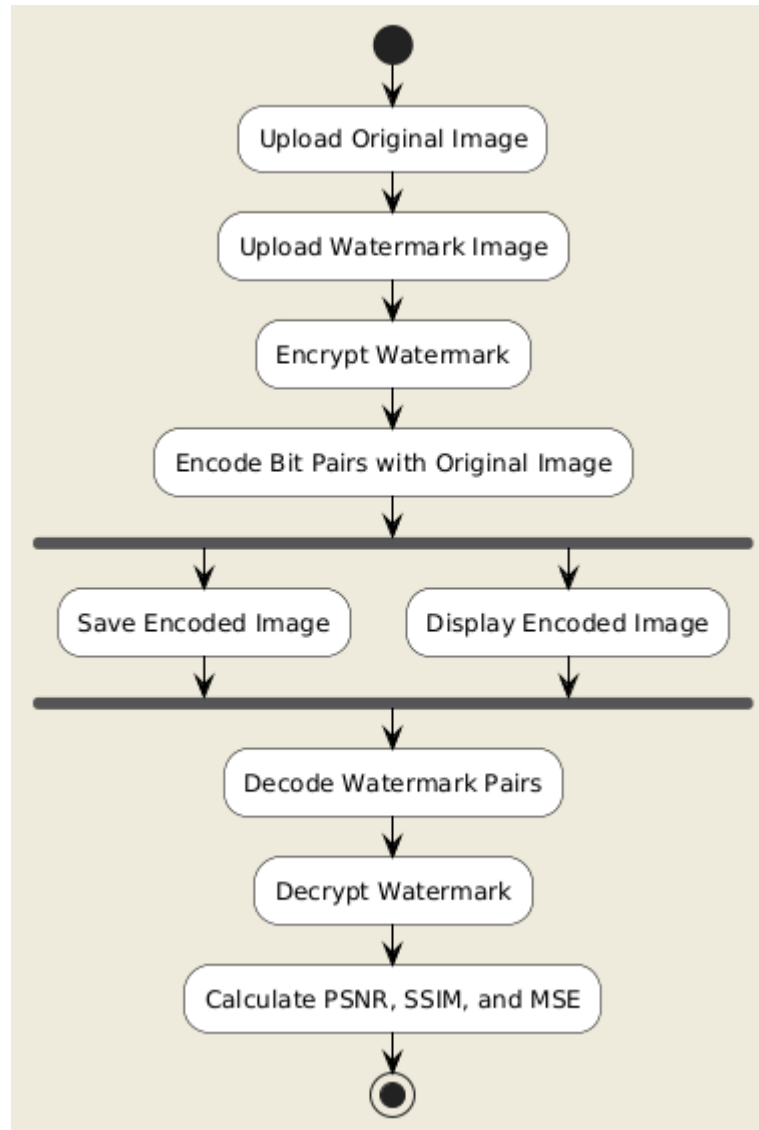 Upload Original Image
Upload Watermark Image
Encrypt Watermark
Encode Bit Pairs with Original Image
Save Encoded Image
Display Encoded Image
Decode Watermark Pairs
Decrypt Watermark
Calculate PSNR, SSIM, and MSE